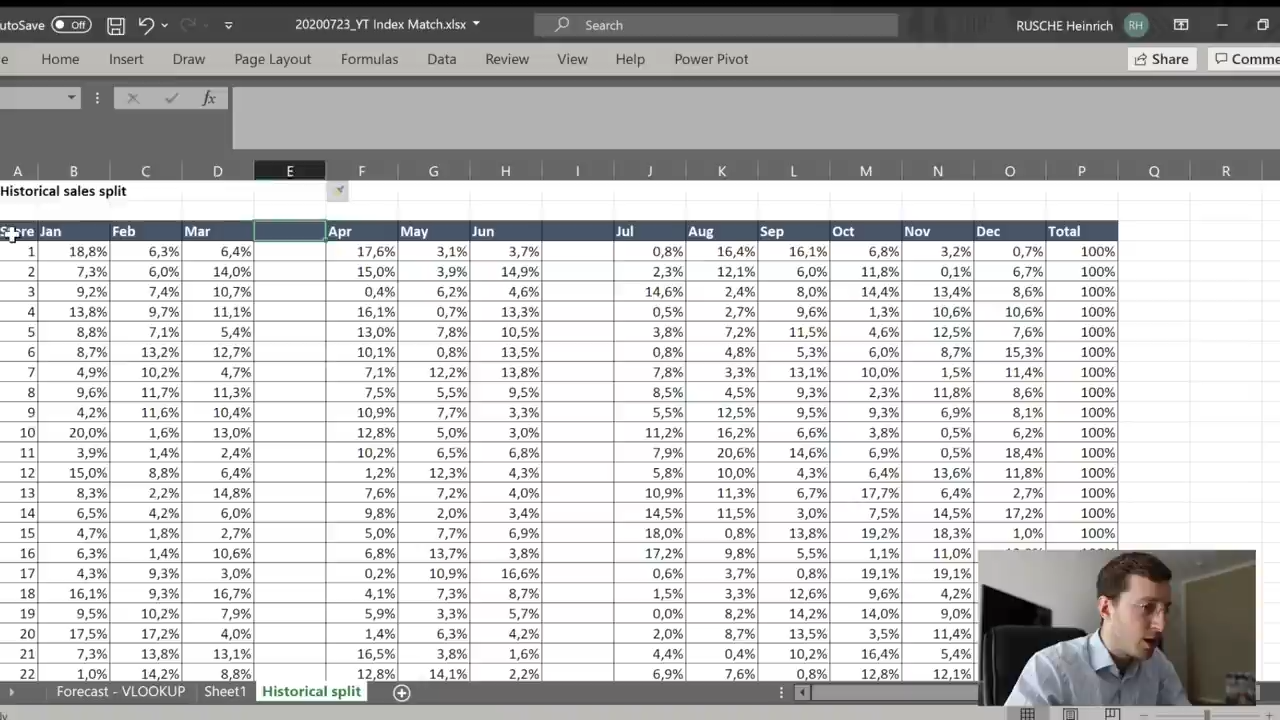 utoSave Off 20200723_YT Index Match.xlsx Search RUSCHE Heinrich RH
e Home Insert Draw Page Layout Formulas Data Review View Help Power Pivot Share Comme
fx
A B C D E F G H I J K L M N O P Q R
Historical sales split
Store Jan Feb Mar Apr May Jun Jul Aug Sep Oct Nov Dec Total
1 18,8% 6,3% 6,4% 17,6% 3,1% 3,7% 0,8% 16,4% 16,1% 6,8% 3,2% 0,7% 100%
2 7,3% 6,0% 14,0% 15,0% 3,9% 14,9% 2,3% 12,1% 6,0% 11,8% 0,1% 6,7% 100%
3 9,2% 7,4% 10,7% 0,4% 6,2% 4,6% 14,6% 2,4% 8,0% 14,4% 13,4% 8,6% 100%
4 13,8% 9,7% 11,1% 16,1% 0,7% 13,3% 0,5% 2,7% 9,6% 1,3% 10,6% 10,6% 100%
5 8,8% 7,1% 5,4% 13,0% 7,8% 10,5% 3,8% 7,2% 11,5% 4,6% 12,5% 7,6% 100%
6 8,7% 13,2% 12,7% 10,1% 0,8% 13,5% 0,8% 4,8% 5,3% 6,0% 8,7% 15,3% 100%
7 4,9% 10,2% 4,7% 7,1% 12,2% 13,8% 7,8% 3,3% 13,1% 10,0% 1,5% 11,4% 100%
8 9,6% 11,7% 11,3% 7,5% 5,5% 9,5% 8,5% 4,5% 9,3% 2,3% 11,8% 8,6% 100%
9 4,2% 11,6% 10,4% 10,9% 7,7% 3,3% 5,5% 12,5% 9,5% 9,3% 6,9% 8,1% 100%
10 20,0% 1,6% 13,0% 12,8% 5,0% 3,0% 11,2% 16,2% 6,6% 3,8% 0,5% 6,2% 100%
11 3,9% 1,4% 2,4% 10,2% 6,5% 6,8% 7,9% 20,6% 14,6% 6,9% 0,5% 18,4% 100%
12 15,0% 8,8% 6,4% 1,2% 12,3% 4,3% 5,8% 10,0% 4,3% 6,4% 13,6% 11,8% 100%
13 8,3% 2,2% 14,8% 7,6% 7,2% 4,0% 10,9% 11,3% 6,7% 17,7% 6,4% 2,7% 100%
14 6,5% 4,2% 6,0% 9,8% 2,0% 3,4% 14,5% 11,5% 3,0% 7,5% 14,5% 17,2% 100%
15 4,7% 1,8% 2,7% 5,0% 7,7% 6,9% 18,0% 0,8% 13,8% 19,2% 18,3% 1,0% 100%
16 6,3% 1,4% 10,6% 6,8% 13,7% 3,8% 17,2% 9,8% 5,5% 1,1% 11,0%
17 4,3% 9,3% 3,0% 0,2% 10,9% 16,6% 0,6% 3,7% 0,8% 19,1% 19,1%
18 16,1% 9,3% 16,7% 4,1% 7,3% 8,7% 1,5% 3,3% 12,6% 9,6% 4,2%
19 9,5% 10,2% 7,9% 5,9% 3,3% 5,7% 0,0% 8,2% 14,2% 14,0% 9,0%
20 17,5% 17,2% 4,0% 1,4% 6,3% 4,2% 2,0% 8,7% 13,5% 3,5% 11,4%
21 7,3% 13,8% 13,1% 16,5% 3,8% 1,6% 4,4% 0,4% 10,2% 16,4% 5,4%
22 1,0% 14,2% 8,8% 12,8% 14,1% 2,2% 6,9% 7,6% 0,8% 12,8% 12,1%
Forecast - VLOOKUP Sheet1 Historical split